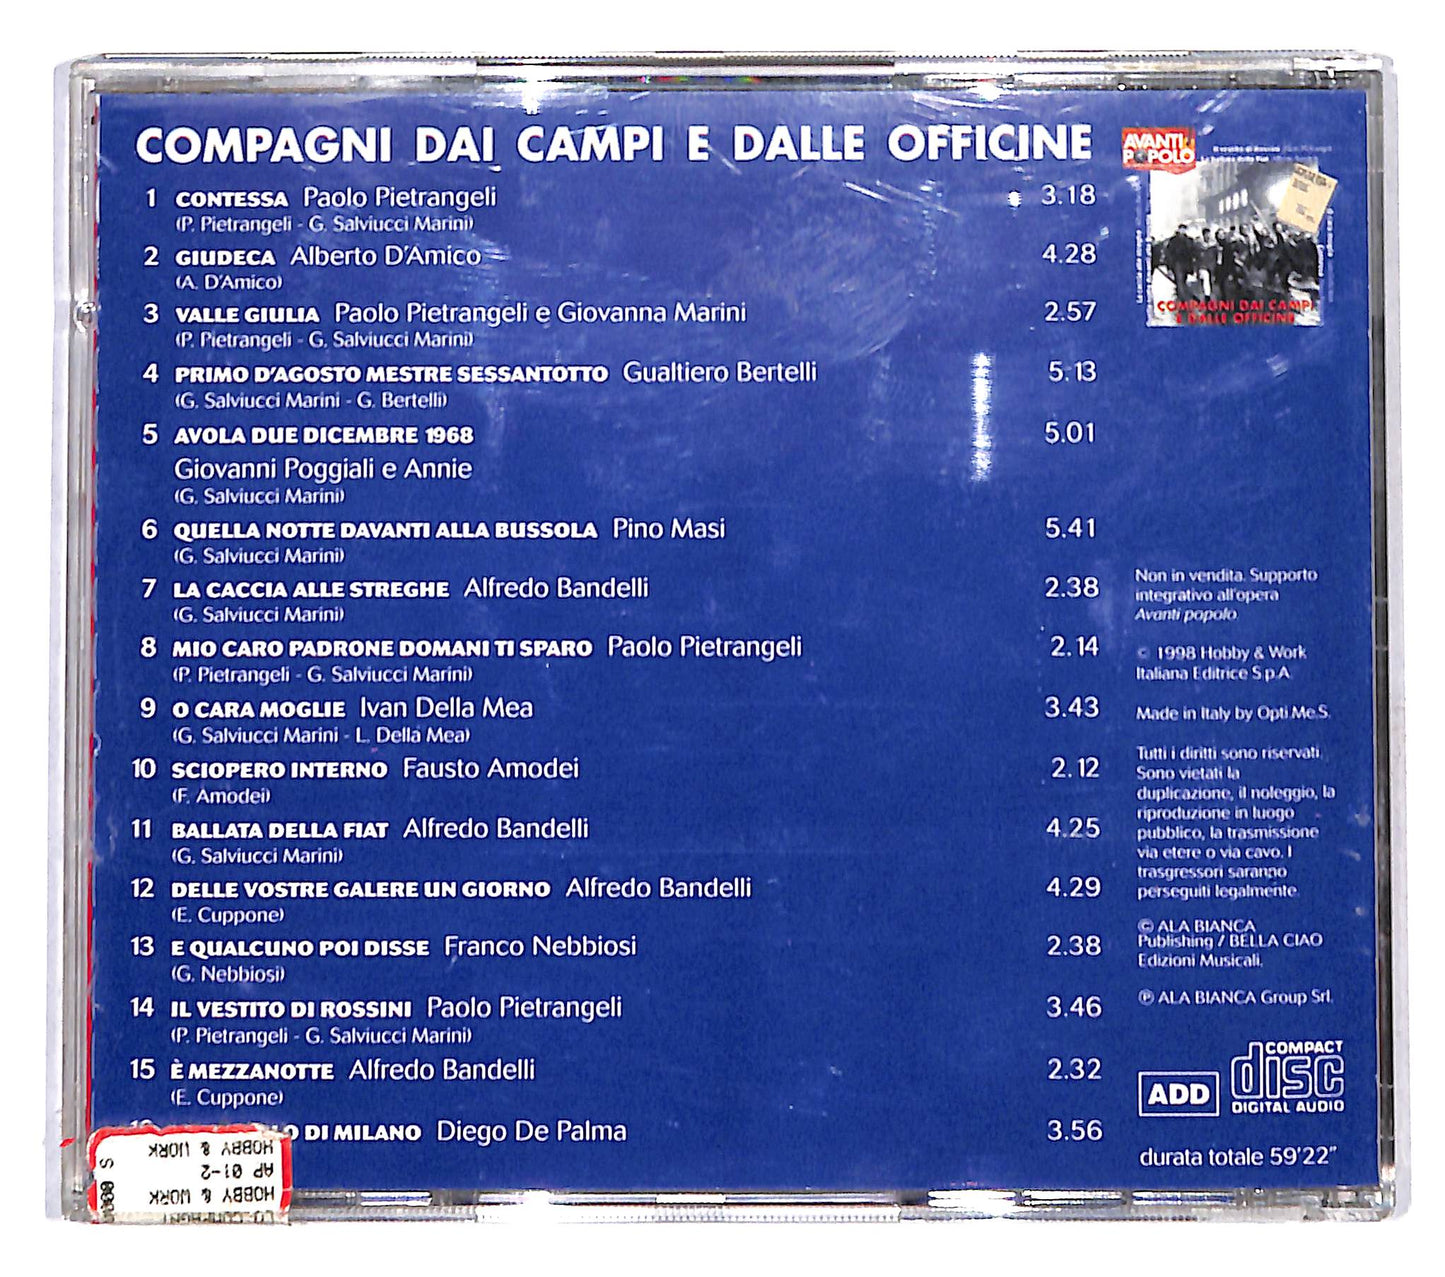 COMPAGNI DAI CAMPI E DALLE OFFICINE
1 CONTESSA Paolo Pietrangeli 3.18
(P. Pietrangeli - G. Salviucci Marini)
2 GIUDECA Alberto D'Amico 4.28
(A. D'Amico)
3 VALLE GIULIA Paolo Pietrangeli e Giovanna Marini 2.57
(P. Pietrangeli - G. Salviucci Marini)
4 PRIMO D'AGOSTO MESTRE SESSANTOTTO Gualtiero Bertelli 5.13
(G. Salviucci Marini - G. Bertelli)
5 AVOLA DUE DICEMBRE 1968 5.01
Giovanni Poggiali e Annie
(G. Salviucci Marini)
6 QUELLA NOTTE DAVANTI ALLA BUSSOLA Pino Masi 5.41
(G. Salviucci Marini)
7 LA CACCIA ALLE STREGHE Alfredo Bandelli 2.38
(G. Salviucci Marini)
8 MIO CARO PADRONE DOMANI TI SPARO Paolo Pietrangeli 2.14
(P. Pietrangeli - G. Salviucci Marini)
9 O CARA MOGLIE Ivan Della Mea 3.43
(G. Salviucci Marini - L. Della Mea)
10 SCIOPERO INTERNO Fausto Amodei 2.12
(F. Amodei)
11 BALLATA DELLA FIAT Alfredo Bandelli 4.25
(G. Salviucci Marini)
12 DELLE VOSTRE GALERE UN GIORNO Alfredo Bandelli 4.29
(E. Cuppone)
13 E QUALCUNO POI DISSE Franco Nebbiosi 2.38
(G. Nebbiosi)
14 IL VESTITO DI ROSSINI Paolo Pietrangeli 3.46
(P. Pietrangeli - G. Salviucci Marini)
15 È MEZZANOTTE Alfredo Bandelli 2.32
(E. Cuppone)
DI MILANO Diego De Palma 3.56
HOBBY & WORK
AP 01-2
HOBBY & WORK
AVANTI
POPOLO
COMPAGNI DAI CAMPI
E DALLE OFFICINE
Non in vendita. Supporto
integrativo all'opera
Avanti popolo.
© 1998 Hobby & Work
Italiana Editrice S.p.A.
Made in Italy by Opti.Me.S.
Tutti i diritti sono riservati.
Sono vietati la
duplicazione, il noleggio, la
riproduzione in luogo
pubblico, la trasmissione
via etere o via cavo. I
trasgressori saranno
perseguiti legalmente.
© ALA BIANCA
Publishing / BELLA CIAO
Edizioni Musicali.
℗ ALA BIANCA Group Srl.
ADD
COMPACT
disc
DIGITAL AUDIO
durata totale 59'22"